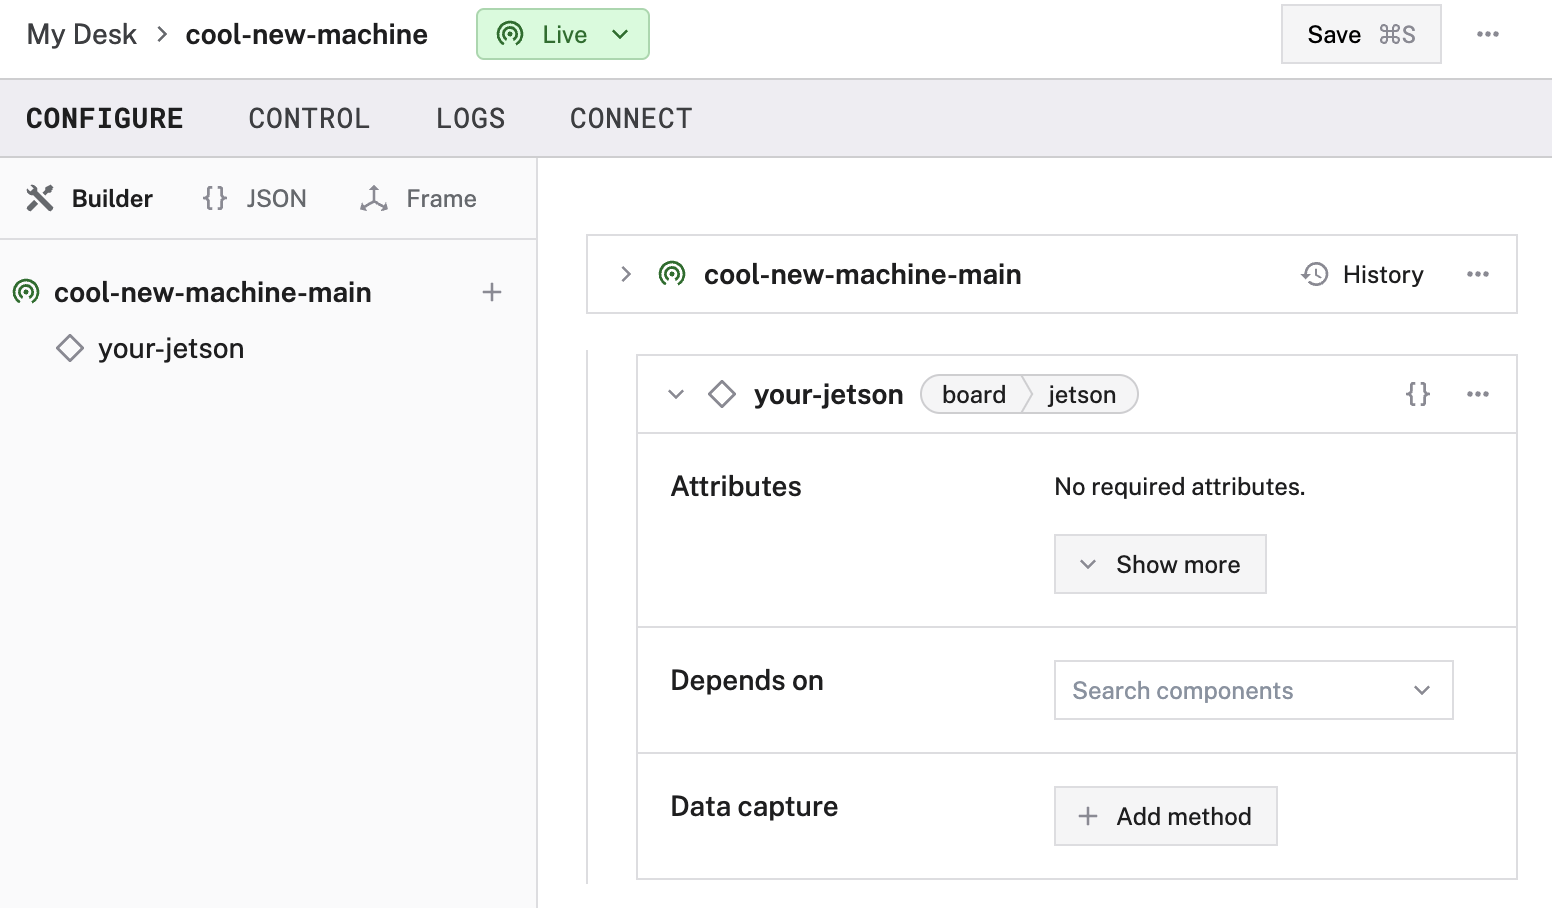 My Desk > cool-new-machine Live Save ⌘S ···
CONFIGURE CONTROL LOGS CONNECT
Builder {} JSON Frame
cool-new-machine-main +
your-jetson
cool-new-machine-main History ···
your-jetson board jetson {} ···
Attributes No required attributes.
Show more
Depends on Search components
Data capture + Add method